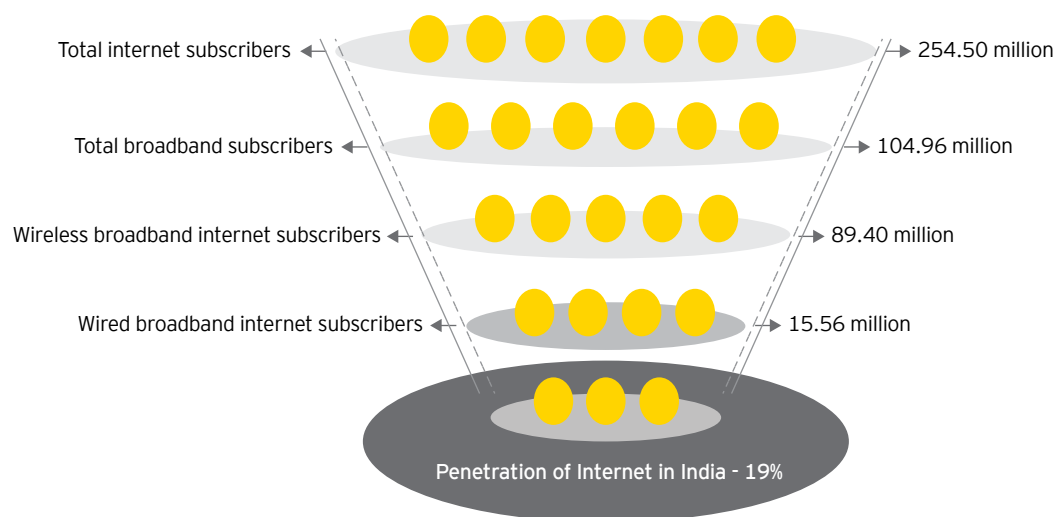 Total internet subscribers 254.50 million
Total broadband subscribers 104.96 million
Wireless broadband internet subscribers 89.40 million
Wired broadband internet subscribers 15.56 million
Penetration of Internet in India - 19%